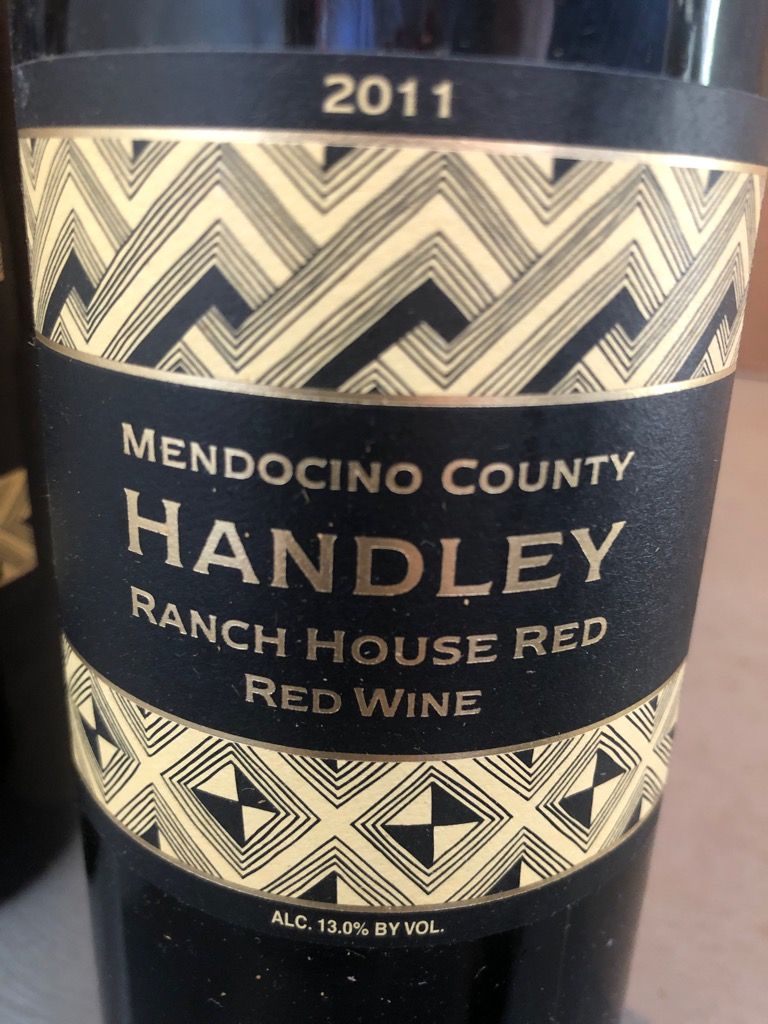 2011
MENDOCINO COUNTY
HANDLEY
RANCH HOUSE RED
RED WINE
ALC. 13.0% BY VOL.